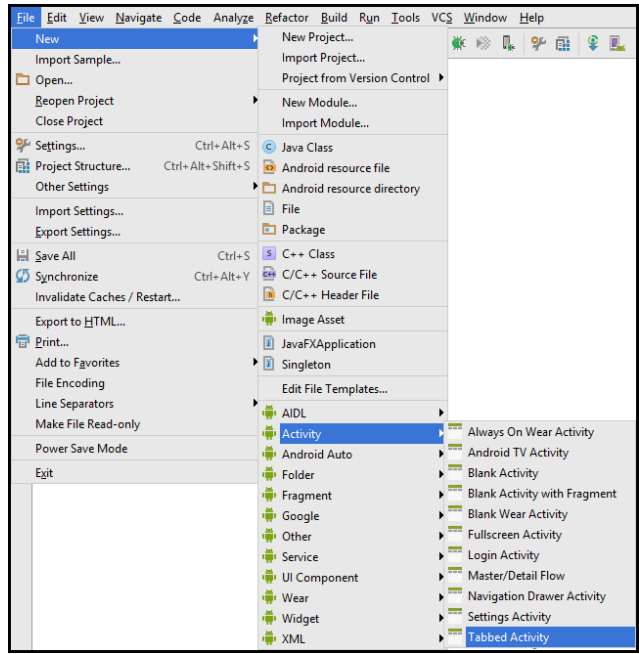 File Edit View Navigate Code Analyze Refactor Build Run Tools VCS Window Help
New
Import Sample...
Open...
Reopen Project
Close Project
Settings... Ctrl+Alt+S
Project Structure... Ctrl+Alt+Shift+S
Other Settings
Import Settings...
Export Settings...
Save All Ctrl+S
Synchronize Ctrl+Alt+Y
Invalidate Caches / Restart...
Export to HTML...
Print...
Add to Favorites
File Encoding
Line Separators
Make File Read-only
Power Save Mode
Exit
New Project...
Import Project...
Project from Version Control
New Module...
Import Module...
Java Class
Android resource file
Android resource directory
File
Package
C++ Class
C/C++ Source File
C/C++ Header File
Image Asset
JavaFXApplication
Singleton
Edit File Templates...
AIDL
Activity
Android Auto
Folder
Fragment
Google
Other
Service
UI Component
Wear
Widget
XML
Always On Wear Activity
Android TV Activity
Blank Activity
Blank Activity with Fragment
Blank Wear Activity
Fullscreen Activity
Login Activity
Master/Detail Flow
Navigation Drawer Activity
Settings Activity
Tabbed Activity